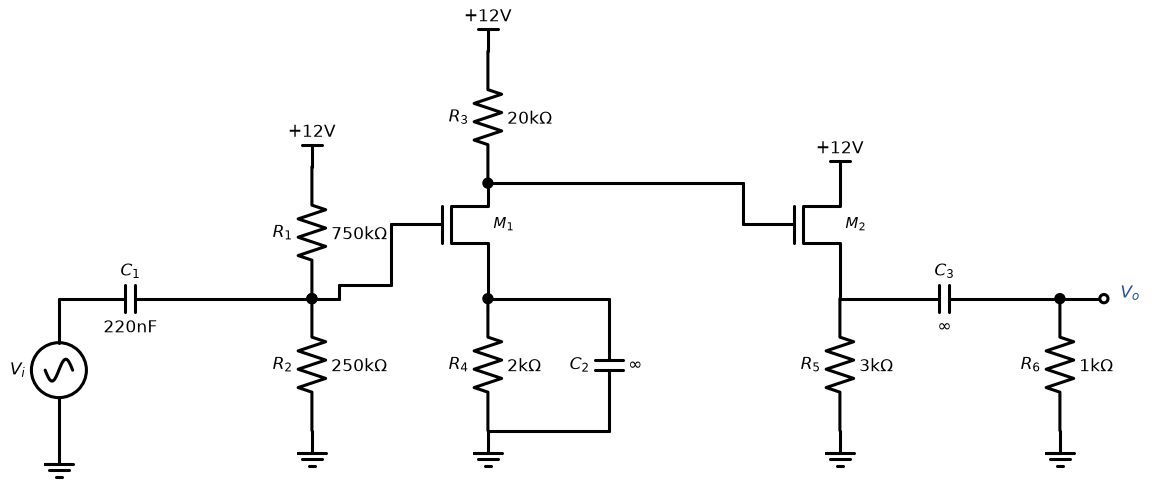 +12V
R3 20kΩ
+12V
+12V
R1 750kΩ
M1
M2
C1
220nF
C3
∞
Vo
Vi
R2 250kΩ
R4 2kΩ
C2 ∞
R5 3kΩ
R6 1kΩ